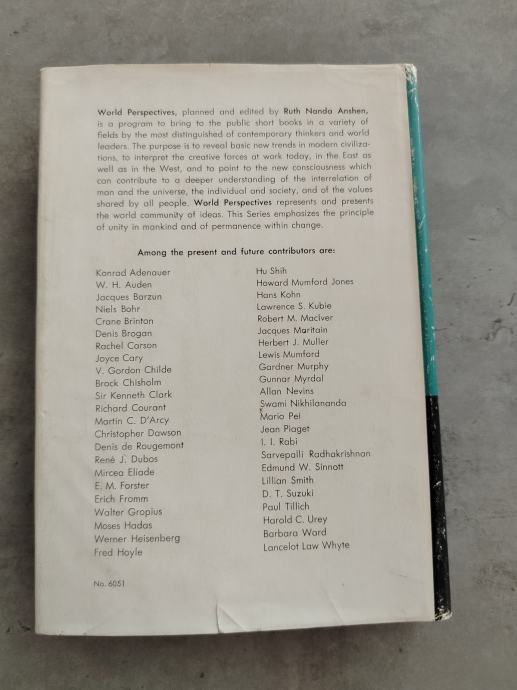 World Perspectives, planned and edited by Ruth Nanda Anshen,
is a program to bring to the public short books in a variety of
fields by the most distinguished of contemporary thinkers and world
leaders. The purpose is to reveal basic new trends in modern civiliza-
tions, to interpret the creative forces at work today, in the East as
well as in the West, and to point to the new consciousness which
can contribute to a deeper understanding of the interrelation of
man and the universe, the individual and society, and of the values
shared by all people. World Perspectives represents and presents
the world community of ideas. This Series emphasizes the principle
of unity in mankind and of permanence within change.
Among the present and future contributors are:
Konrad Adenauer
W. H. Auden
Jacques Barzun
Niels Bohr
Crane Brinton
Denis Brogan
Rachel Carson
Joyce Cary
V. Gordon Childe
Brock Chisholm
Sir Kenneth Clark
Richard Courant
Martin C. D'Arcy
Christopher Dawson
Denis de Rougemont
René J. Dubos
Mircea Eliade
E. M. Forster
Erich Fromm
Walter Gropius
Moses Hadas
Werner Heisenberg
Fred Hoyle
Hu Shih
Howard Mumford Jones
Hans Kohn
Lawrence S. Kubie
Robert M. MacIver
Jacques Maritain
Herbert J. Muller
Lewis Mumford
Gardner Murphy
Gunnar Myrdal
Allan Nevins
Swami Nikhilananda
Mario Pei
Jean Piaget
I. I. Rabi
Sarvepalli Radhakrishnan
Edmund W. Sinnott
Lillian Smith
D. T. Suzuki
Paul Tillich
Harold C. Urey
Barbara Ward
Lancelot Law Whyte
No. 6051